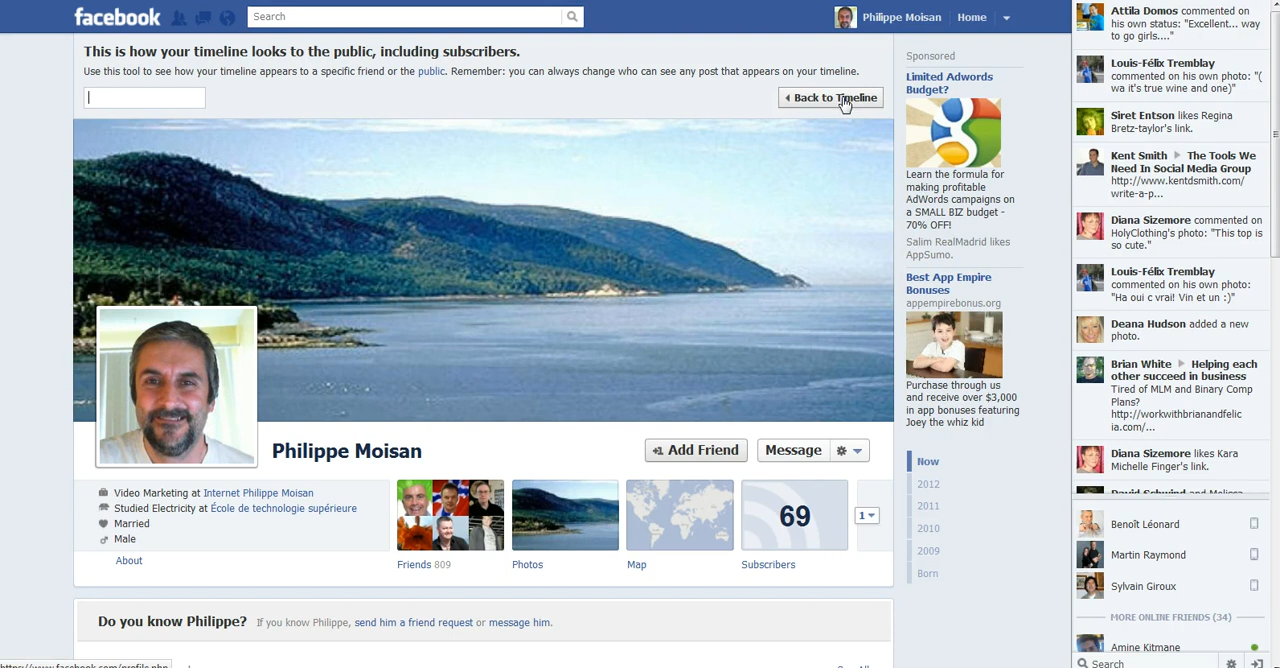 facebook
Search
Philippe Moisan
Home
This is how your timeline looks to the public, including subscribers.
Use this tool to see how your timeline appears to a specific friend or the public. Remember: you can always change who can see any post that appears on your timeline.
Back to Timeline
Philippe Moisan
+1 Add Friend
Message
Video Marketing at Internet Philippe Moisan
Studied Electricity at École de technologie supérieure
Married
Male
About
Friends 809
Photos
Map
69
Subscribers
1
Do you know Philippe? If you know Philippe, send him a friend request or message him.
Sponsored
Limited Adwords
Budget?
Learn the formula for
making profitable
AdWords campaigns on
a SMALL BIZ budget -
70% OFF!
Salim RealMadrid likes
AppSumo.
Best App Empire
Bonuses
appempirebonus.org
Purchase through us
and receive over $3,000
in app bonuses featuring
Joey the whiz kid
Now
2012
2011
2010
2009
Born
Attila Domos commented on
his own status: "Excellent... way
to go girls...."
Louis-Félix Tremblay
commented on his own photo: "(
wa it's true wine and one)"
Siret Entson likes Regina
Bretz-taylor's link.
Kent Smith ▶ The Tools We
Need In Social Media Group
http://www.kentdsmith.com/
write-a-p...
Diana Sizemore commented on
HolyClothing's photo: "This top is
so cute."
Louis-Félix Tremblay
commented on his own photo:
"Ha oui c vrai! Vin et un :)"
Deana Hudson added a new
photo.
Brian White ▶ Helping each
other succeed in business
Tired of MLM and Binary Comp
Plans?
http://workwithbrianandfelic
ia.com/...
Diana Sizemore likes Kara
Michelle Finger's link.
Benoît Léonard
Martin Raymond
Sylvain Giroux
MORE ONLINE FRIENDS (34)
Amine Kitmane
Search